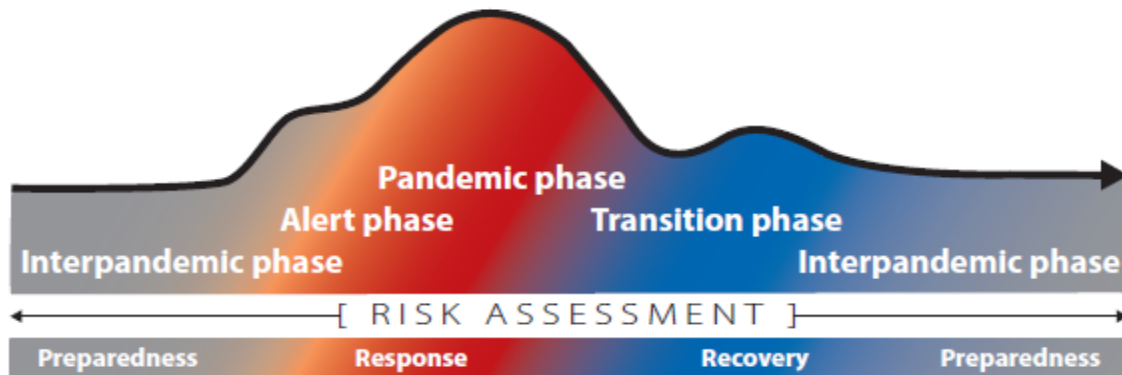 Pandemic phase
Alert phase
Transition phase
Interpandemic phase
Interpandemic phase
[ RISK ASSESSMENT ]
Preparedness
Response
Recovery
Preparedness